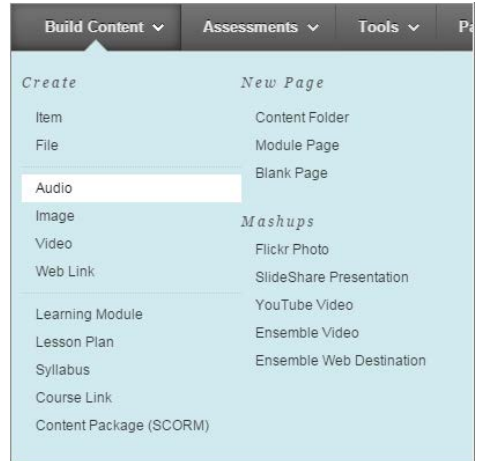 Build Content Assessments Tools Pa
Create
Item
File
Audio
Image
Video
Web Link
Learning Module
Lesson Plan
Syllabus
Course Link
Content Package (SCORM)
New Page
Content Folder
Module Page
Blank Page
Mashups
Flickr Photo
SlideShare Presentation
YouTube Video
Ensemble Video
Ensemble Web Destination